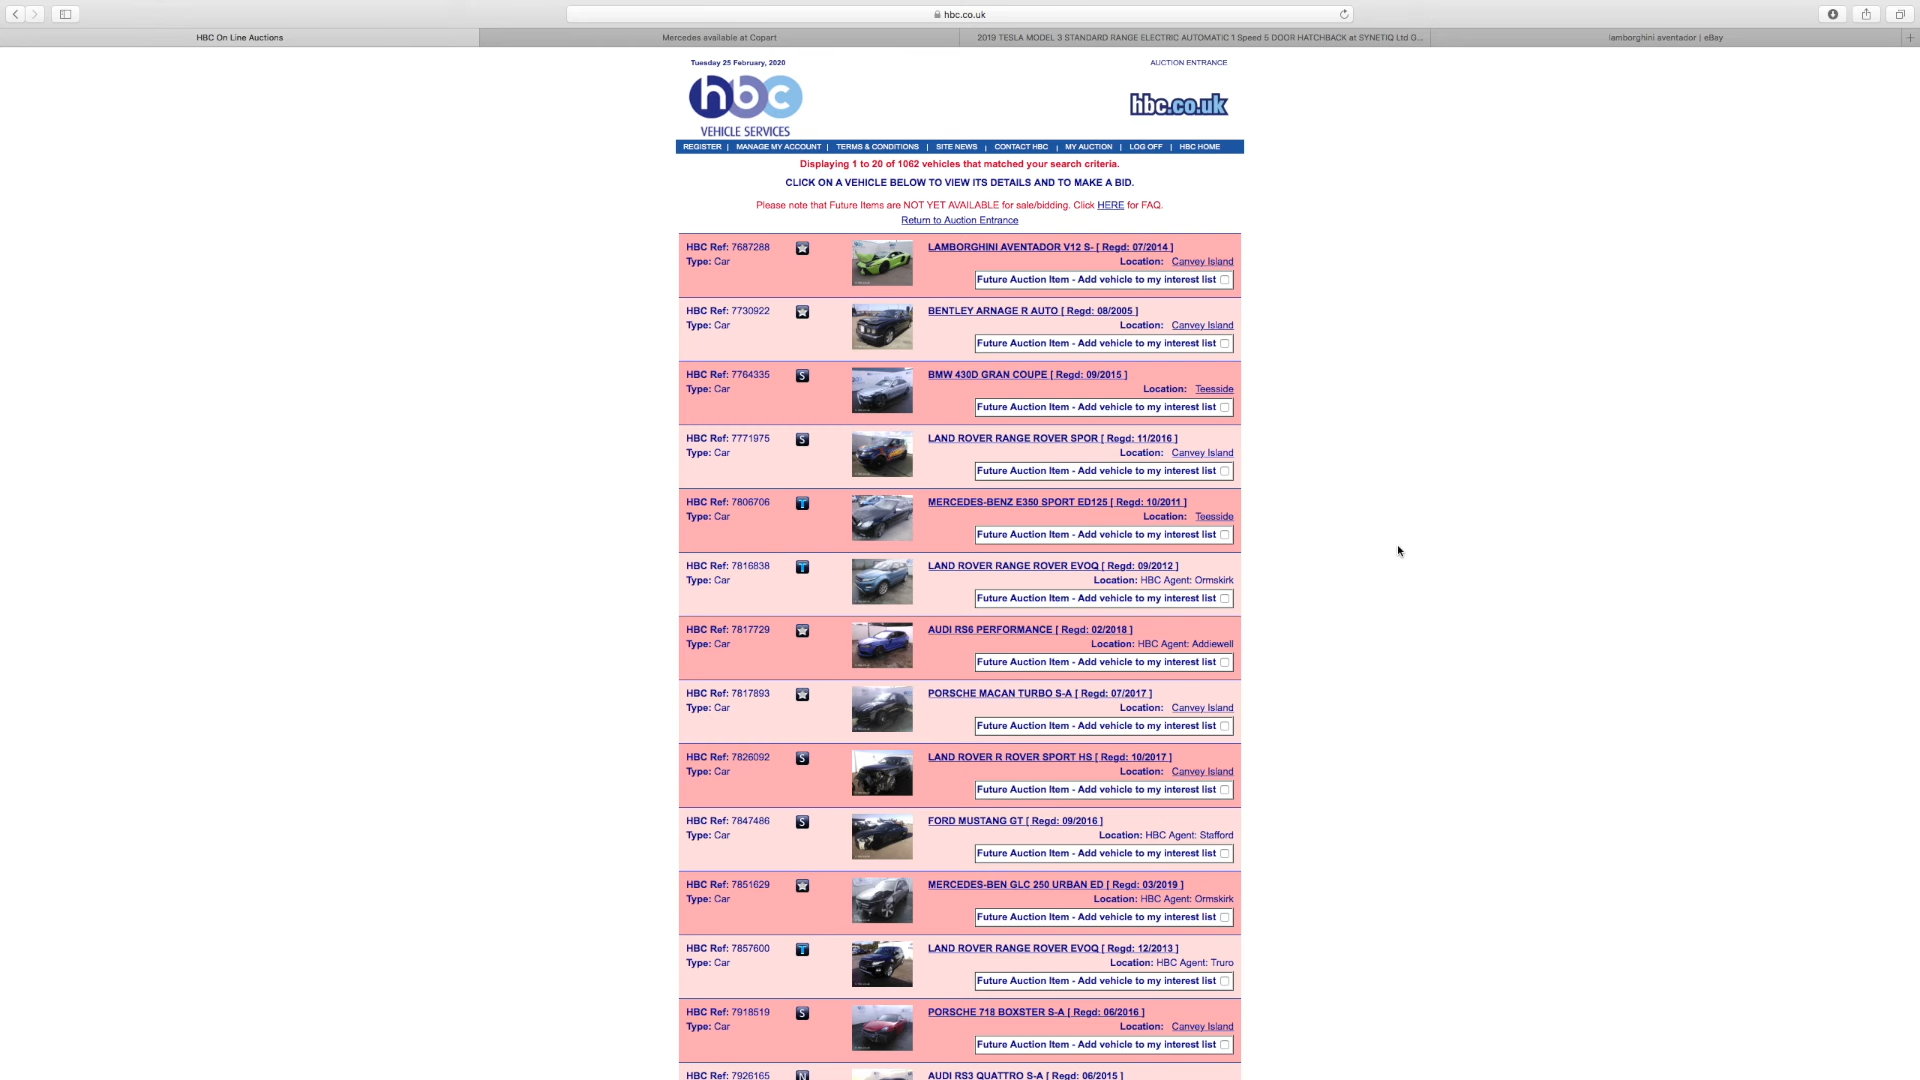 hbc.co.uk
HBC On Line Auctions
Mercedes available at Copart
2019 TESLA MODEL 3 STANDARD RANGE ELECTRIC AUTOMATIC 1 Speed 5 DOOR HATCHBACK at SYNETIQ Ltd G...
lamborghini aventador | eBay
Tuesday 25 February, 2020
AUCTION ENTRANCE
hbc
VEHICLE SERVICES
hbc.co.uk
REGISTER | MANAGE MY ACCOUNT | TERMS & CONDITIONS | SITE NEWS | CONTACT HBC | MY AUCTION | LOG OFF | HBC HOME
Displaying 1 to 20 of 1062 vehicles that matched your search criteria.
CLICK ON A VEHICLE BELOW TO VIEW ITS DETAILS AND TO MAKE A BID.
Please note that Future Items are NOT YET AVAILABLE for sale/bidding. Click HERE for FAQ.
Return to Auction Entrance
HBC Ref: 7687288 LAMBORGHINI AVENTADOR V12 S- [ Regd: 07/2014 ]
Type: Car Location: Canvey Island
Future Auction Item - Add vehicle to my interest list
HBC Ref: 7730922 BENTLEY ARNAGE R AUTO [ Regd: 08/2005 ]
Type: Car Location: Canvey Island
Future Auction Item - Add vehicle to my interest list
HBC Ref: 7764335 S BMW 430D GRAN COUPE [ Regd: 09/2015 ]
Type: Car Location: Teesside
Future Auction Item - Add vehicle to my interest list
HBC Ref: 7771975 S LAND ROVER RANGE ROVER SPOR [ Regd: 11/2016 ]
Type: Car Location: Canvey Island
Future Auction Item - Add vehicle to my interest list
HBC Ref: 7806706 T MERCEDES-BENZ E350 SPORT ED125 [ Regd: 10/2011 ]
Type: Car Location: Teesside
Future Auction Item - Add vehicle to my interest list
HBC Ref: 7816838 T LAND ROVER RANGE ROVER EVOQ [ Regd: 09/2012 ]
Type: Car Location: HBC Agent: Ormskirk
Future Auction Item - Add vehicle to my interest list
HBC Ref: 7817729 AUDI RS6 PERFORMANCE [ Regd: 02/2018 ]
Type: Car Location: HBC Agent: Addiewell
Future Auction Item - Add vehicle to my interest list
HBC Ref: 7817893 PORSCHE MACAN TURBO S-A [ Regd: 07/2017 ]
Type: Car Location: Canvey Island
Future Auction Item - Add vehicle to my interest list
HBC Ref: 7826092 S LAND ROVER R ROVER SPORT HS [ Regd: 10/2017 ]
Type: Car Location: Canvey Island
Future Auction Item - Add vehicle to my interest list
HBC Ref: 7847486 S FORD MUSTANG GT [ Regd: 09/2016 ]
Type: Car Location: HBC Agent: Stafford
Future Auction Item - Add vehicle to my interest list
HBC Ref: 7851629 MERCEDES-BEN GLC 250 URBAN ED [ Regd: 03/2019 ]
Type: Car Location: HBC Agent: Ormskirk
Future Auction Item - Add vehicle to my interest list
HBC Ref: 7857600 T LAND ROVER RANGE ROVER EVOQ [ Regd: 12/2013 ]
Type: Car Location: HBC Agent: Truro
Future Auction Item - Add vehicle to my interest list
HBC Ref: 7918519 S PORSCHE 718 BOXSTER S-A [ Regd: 06/2016 ]
Type: Car Location: Canvey Island
Future Auction Item - Add vehicle to my interest list
HBC Ref: 7926165 N AUDI RS3 QUATTRO S-A [ Regd: 06/2015 ]